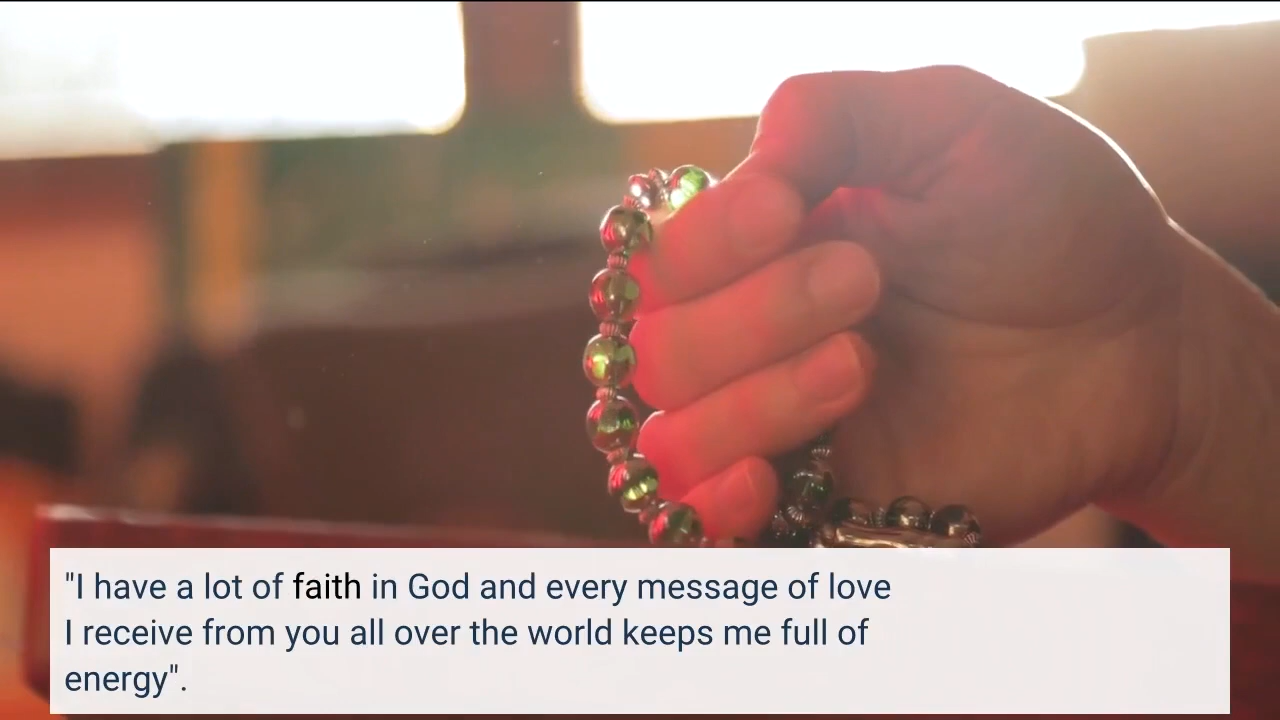 "I have a lot of faith in God and every message of love
I receive from you all over the world keeps me full of
energy".